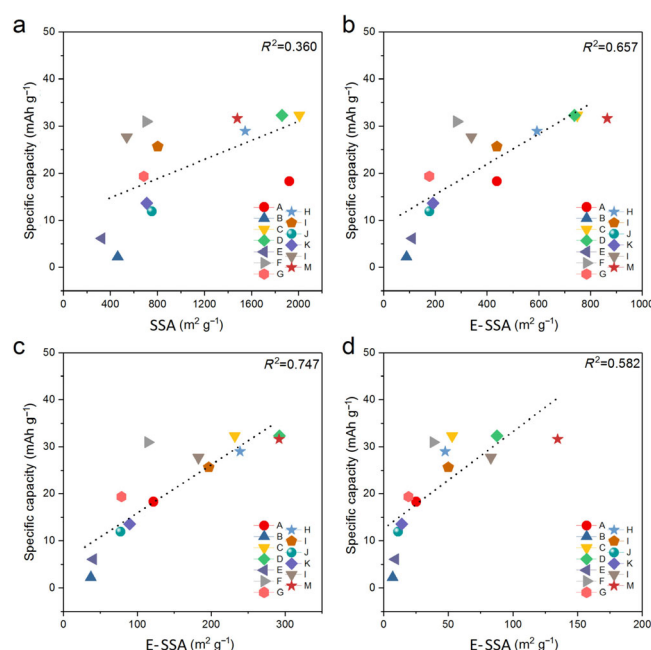 a
R²=0.360
Specific capacity (mAh g⁻¹)
50
40
30
20
10
0
A
B
C
D
E
F
G
H
I
J
K
I
M
0
400
800
1200
1600
2000
SSA (m² g⁻¹)
b
R²=0.657
Specific capacity (mAh g⁻¹)
50
40
30
20
10
0
A
B
C
D
E
F
G
H
I
J
K
I
M
0
200
400
600
800
1000
E-SSA (m² g⁻¹)
c
R²=0.747
Specific capacity (mAh g⁻¹)
50
40
30
20
10
0
A
B
C
D
E
F
G
H
I
J
K
I
M
0
100
200
300
E-SSA (m² g⁻¹)
d
R²=0.582
Specific capacity (mAh g⁻¹)
50
40
30
20
10
0
A
B
C
D
E
F
G
H
I
J
K
I
M
0
50
100
150
200
E-SSA (m² g⁻¹)